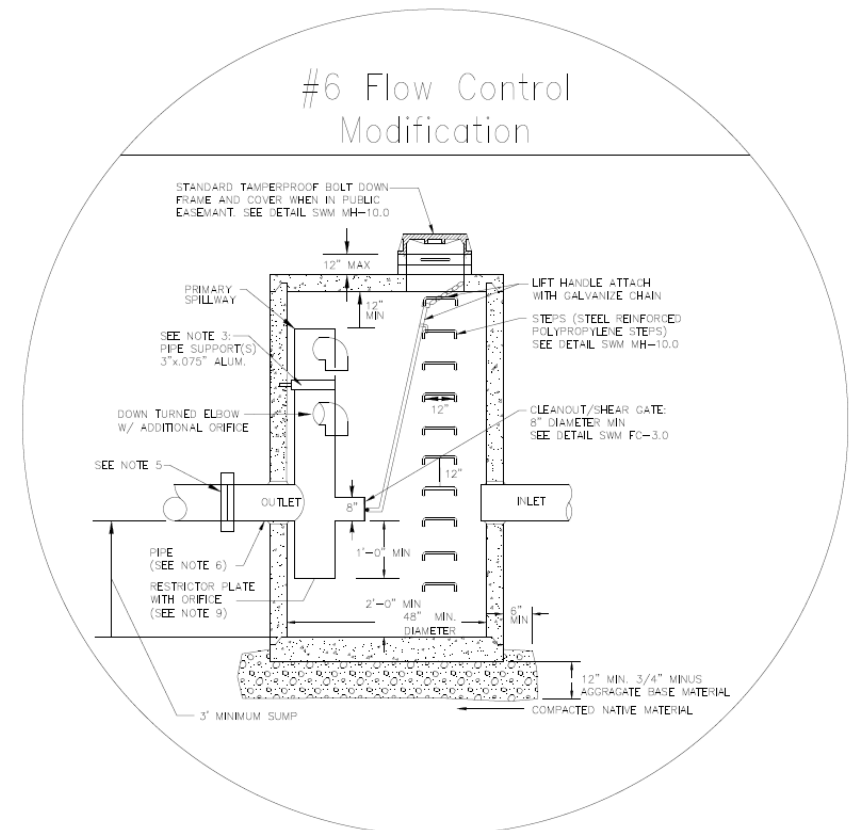 #6 Flow Control
Modification
STANDARD TAMPERPROOF BOLT DOWN
FRAME AND COVER WHEN IN PUBLIC
EASEMANT. SEE DETAIL SWM MH-10.0
12" MAX
PRIMARY
SPILLWAY
12"
MIN
LIFT HANDLE ATTACH
WITH GALVANIZE CHAIN
SEE NOTE 3:
PIPE SUPPORT(S)
3"x.075" ALUM.
STEPS (STEEL REINFORCED
POLYPROPYLENE STEPS)
SEE DETAIL SWM MH-10.0
DOWN TURNED ELBOW
W/ ADDITIONAL ORIFICE
12"
CLEANOUT/SHEAR GATE:
8" DIAMETER MIN
SEE DETAIL SWM FC-3.0
SEE NOTE 5
12"
OUTLET
8"
INLET
PIPE
(SEE NOTE 6)
1'-0" MIN
RESTRICTOR PLATE
WITH ORIFICE
(SEE NOTE 9)
2'-0" MIN
48" MIN.
DIAMETER
6"
MIN
12" MIN. 3/4" MINUS
AGGRAGATE BASE MATERIAL
COMPACTED NATIVE MATERIAL
3' MINIMUM SUMP